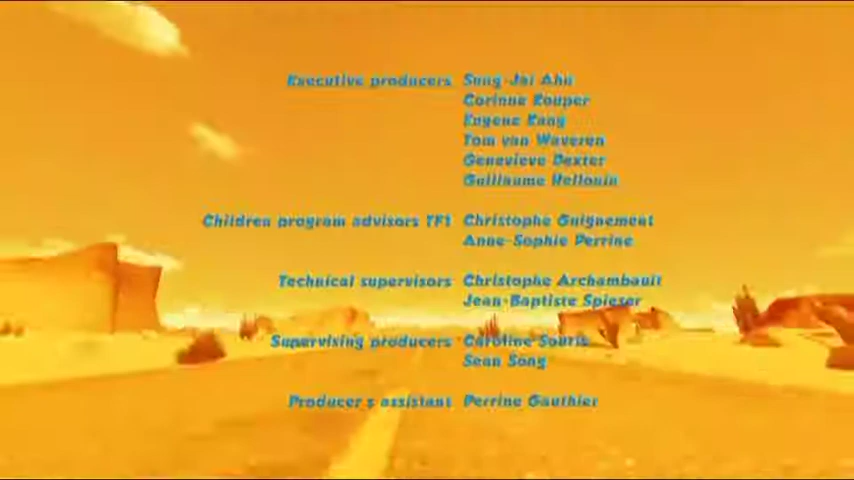 Executive producers Sung-Jai Ahn
Corinne Kouper
Eugene Kang
Tom van Waveren
Genevieve Dexter
Guillaume Hellouin
Children program advisors TF1 Christophe Guignement
Anne-Sophie Perrine
Technical supervisors Christophe Archambault
Jean-Baptiste Spieser
Supervising producers Caroline Souris
Sean Song
Producer's assistant Perrine Gauthier